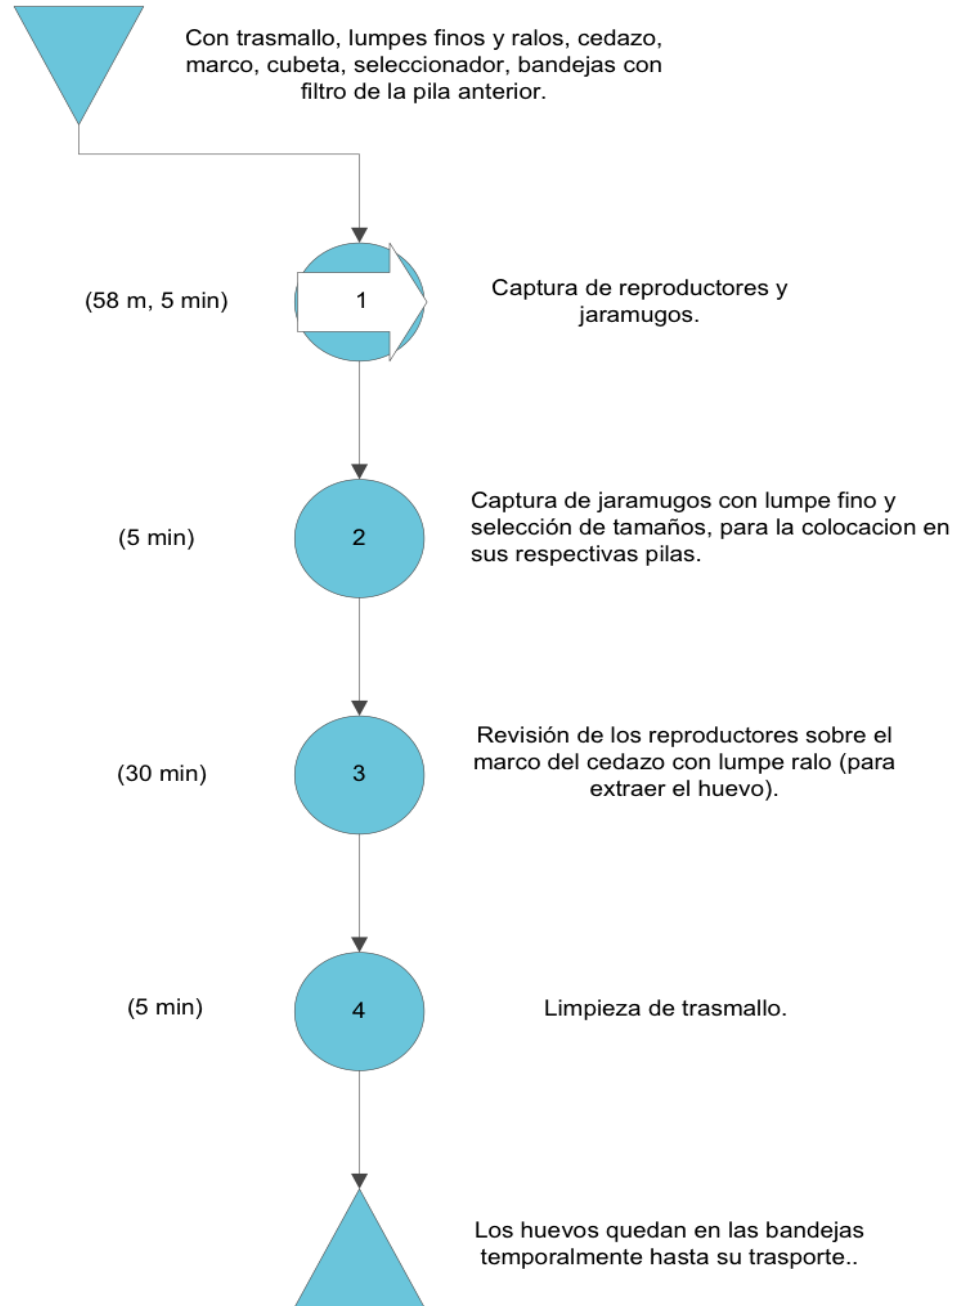 Con trasmallo, lumpes finos y ralos, cedazo,
marco, cubeta, seleccionador, bandejas con
filtro de la pila anterior.
(58 m, 5 min)
1
Captura de reproductores y
jaramugos.
(5 min)
2
Captura de jaramugos con lumpe fino y
selección de tamaños, para la colocacion en
sus respectivas pilas.
(30 min)
3
Revisión de los reproductores sobre el
marco del cedazo con lumpe ralo (para
extraer el huevo).
(5 min)
4
Limpieza de trasmallo.
Los huevos quedan en las bandejas
temporalmente hasta su trasporte..